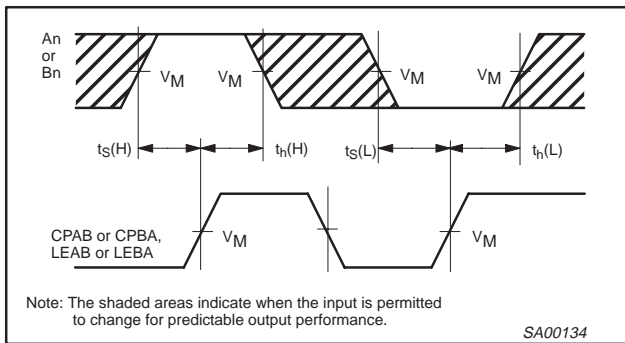 An
or
Bn
VM VM VM VM
tS(H) th(H) tS(L) th(L)
CPAB or CPBA,
LEAB or LEBA
VM VM
Note: The shaded areas indicate when the input is permitted
to change for predictable output performance.
SA00134